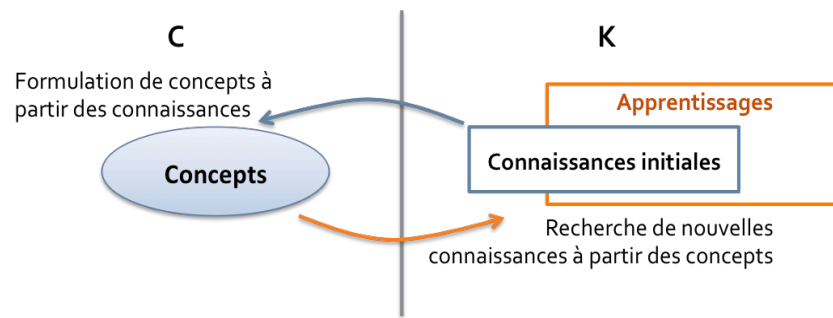 C
K
Formulation de concepts à
partir des connaissances
Apprentissages
Concepts
Connaissances initiales
Recherche de nouvelles
connaissances à partir des concepts